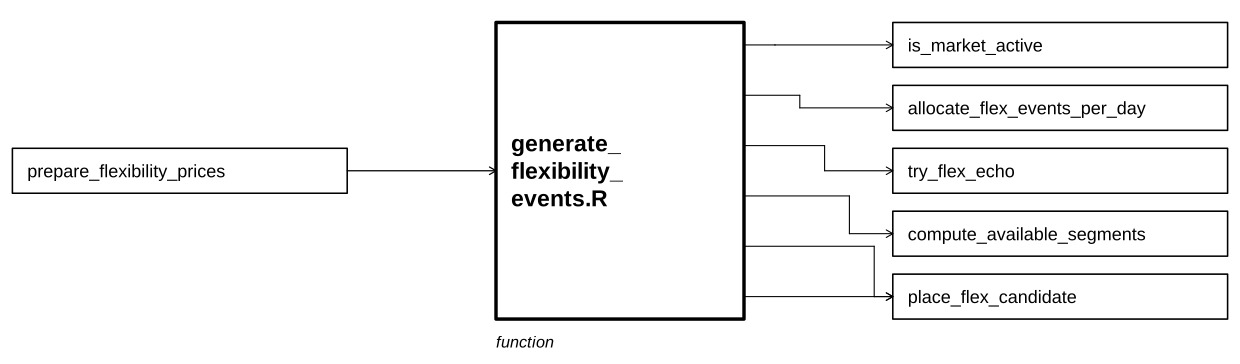 prepare_flexibility_prices
generate_
flexibility_
events.R
function
is_market_active
allocate_flex_events_per_day
try_flex_echo
compute_available_segments
place_flex_candidate